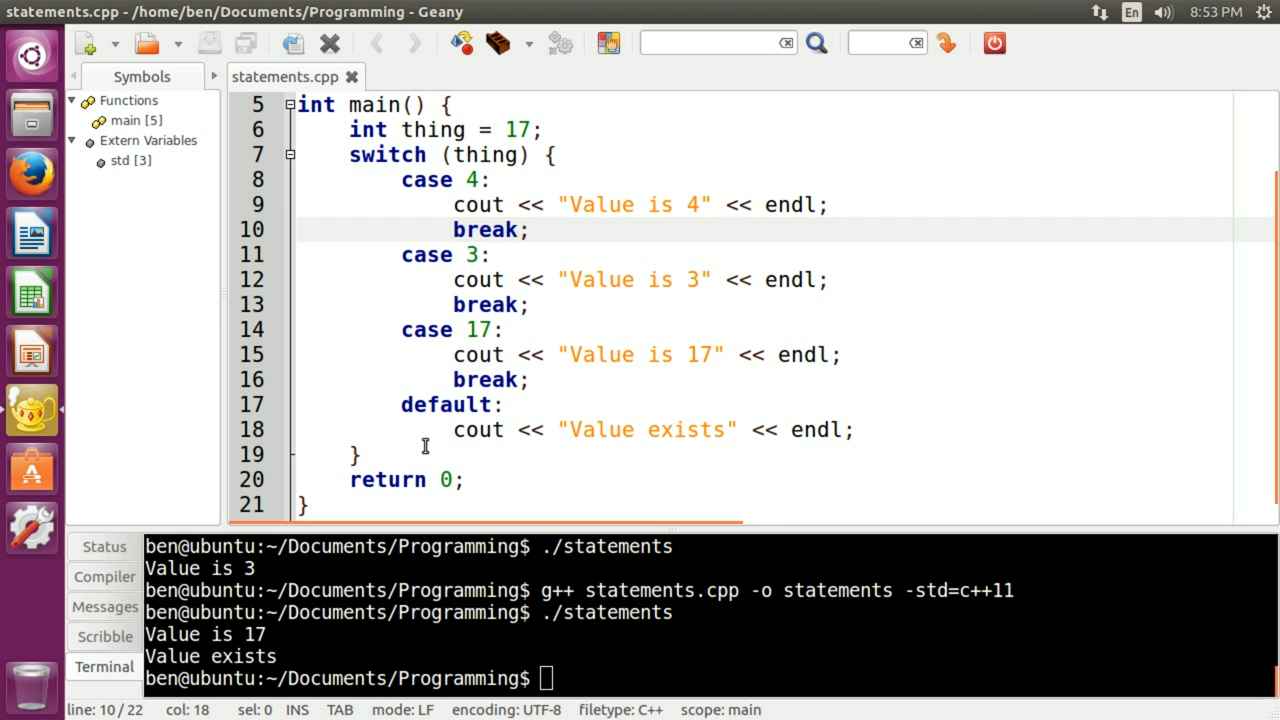 statements.cpp - /home/ben/Documents/Programming - Geany
En
8:53 PM
Symbols
statements.cpp
Functions
main [5]
Extern Variables
std [3]
5 int main() {
6 int thing = 17;
7 switch (thing) {
8 case 4:
9 cout << "Value is 4" << endl;
10 break;
11 case 3:
12 cout << "Value is 3" << endl;
13 break;
14 case 17:
15 cout << "Value is 17" << endl;
16 break;
17 default:
18 cout << "Value exists" << endl;
19 }
20 return 0;
21 }
Status
Compiler
Messages
Scribble
Terminal
ben@ubuntu:~/Documents/Programming$ ./statements
Value is 3
ben@ubuntu:~/Documents/Programming$ g++ statements.cpp -o statements -std=c++11
ben@ubuntu:~/Documents/Programming$ ./statements
Value is 17
Value exists
ben@ubuntu:~/Documents/Programming$
line: 10 / 22 col: 18 sel: 0 INS TAB mode: LF encoding: UTF-8 filetype: C++ scope: main